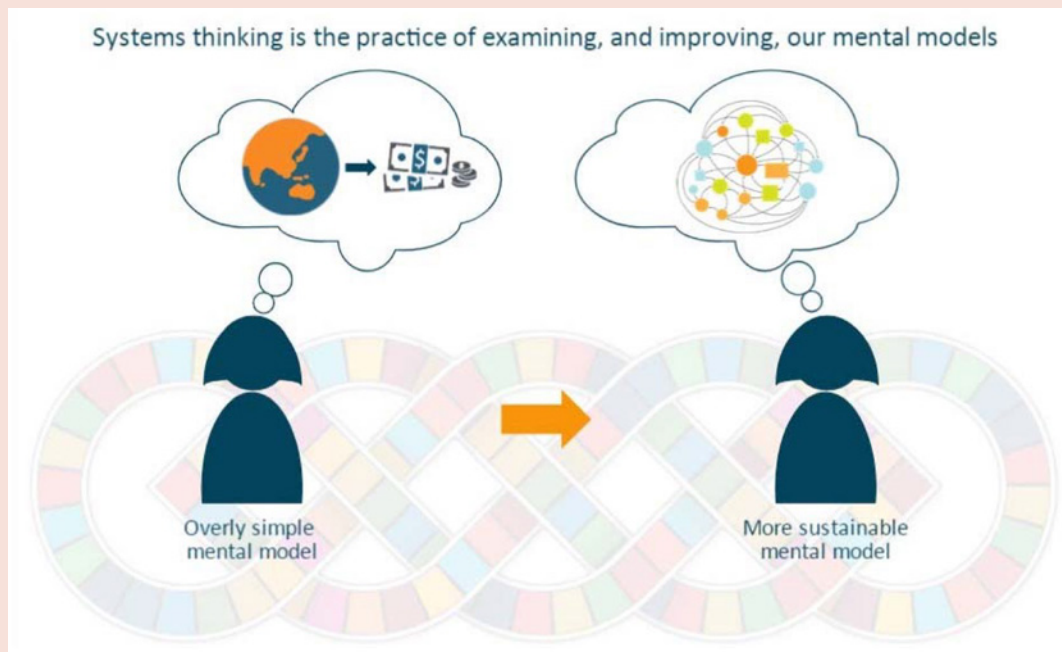 Systems thinking is the practice of examining, and improving, our mental models
$
Overly simple
mental model
More sustainable
mental model